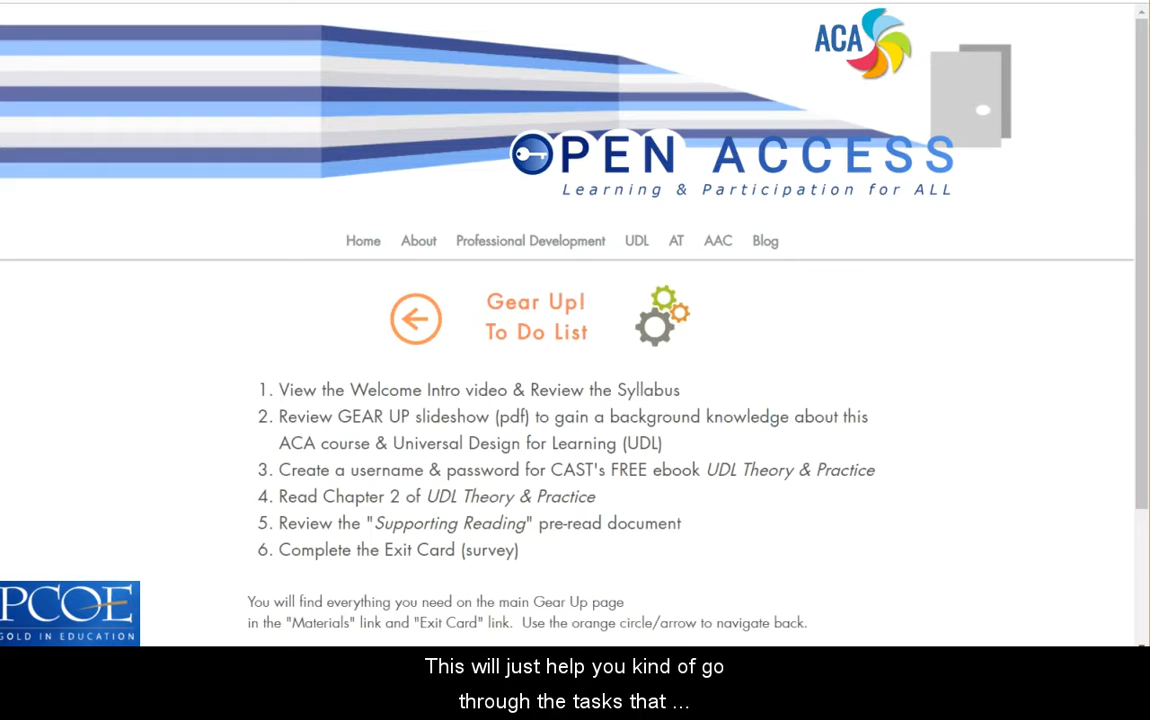 ACA
OPEN ACCESS
Learning & Participation for ALL
Home About Professional Development UDL AT AAC Blog
Gear Up!
To Do List
1. View the Welcome Intro video & Review the Syllabus
2. Review GEAR UP slideshow (pdf) to gain a background knowledge about this
ACA course & Universal Design for Learning (UDL)
3. Create a username & password for CAST's FREE ebook UDL Theory & Practice
4. Read Chapter 2 of UDL Theory & Practice
5. Review the "Supporting Reading" pre-read document
6. Complete the Exit Card (survey)
PCOE
GOLD IN EDUCATION
You will find everything you need on the main Gear Up page
in the "Materials" link and "Exit Card" link. Use the orange circle/arrow to navigate back.
This will just help you kind of go
through the tasks that ...